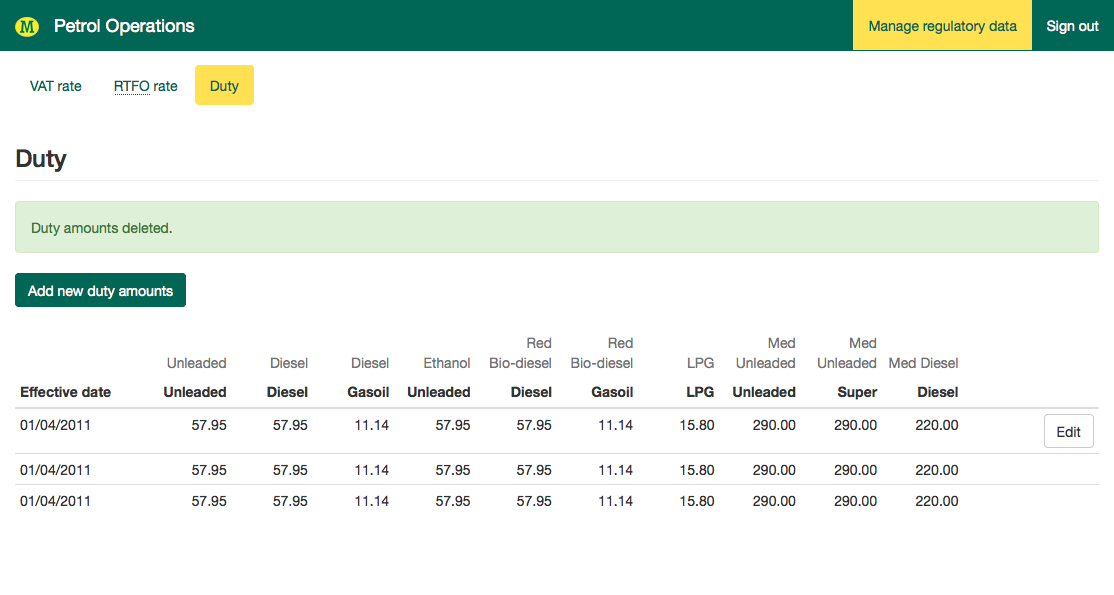 M Petrol Operations Manage regulatory data Sign out
VAT rate RTFO rate Duty
Duty
Duty amounts deleted.
Add new duty amounts
Red Red Med Med
Unleaded Diesel Diesel Ethanol Bio-diesel Bio-diesel LPG Unleaded Unleaded Med Diesel
Effective date Unleaded Diesel Gasoil Unleaded Diesel Gasoil LPG Unleaded Super Diesel
01/04/2011 57.95 57.95 11.14 57.95 57.95 11.14 15.80 290.00 290.00 220.00 Edit
01/04/2011 57.95 57.95 11.14 57.95 57.95 11.14 15.80 290.00 290.00 220.00
01/04/2011 57.95 57.95 11.14 57.95 57.95 11.14 15.80 290.00 290.00 220.00